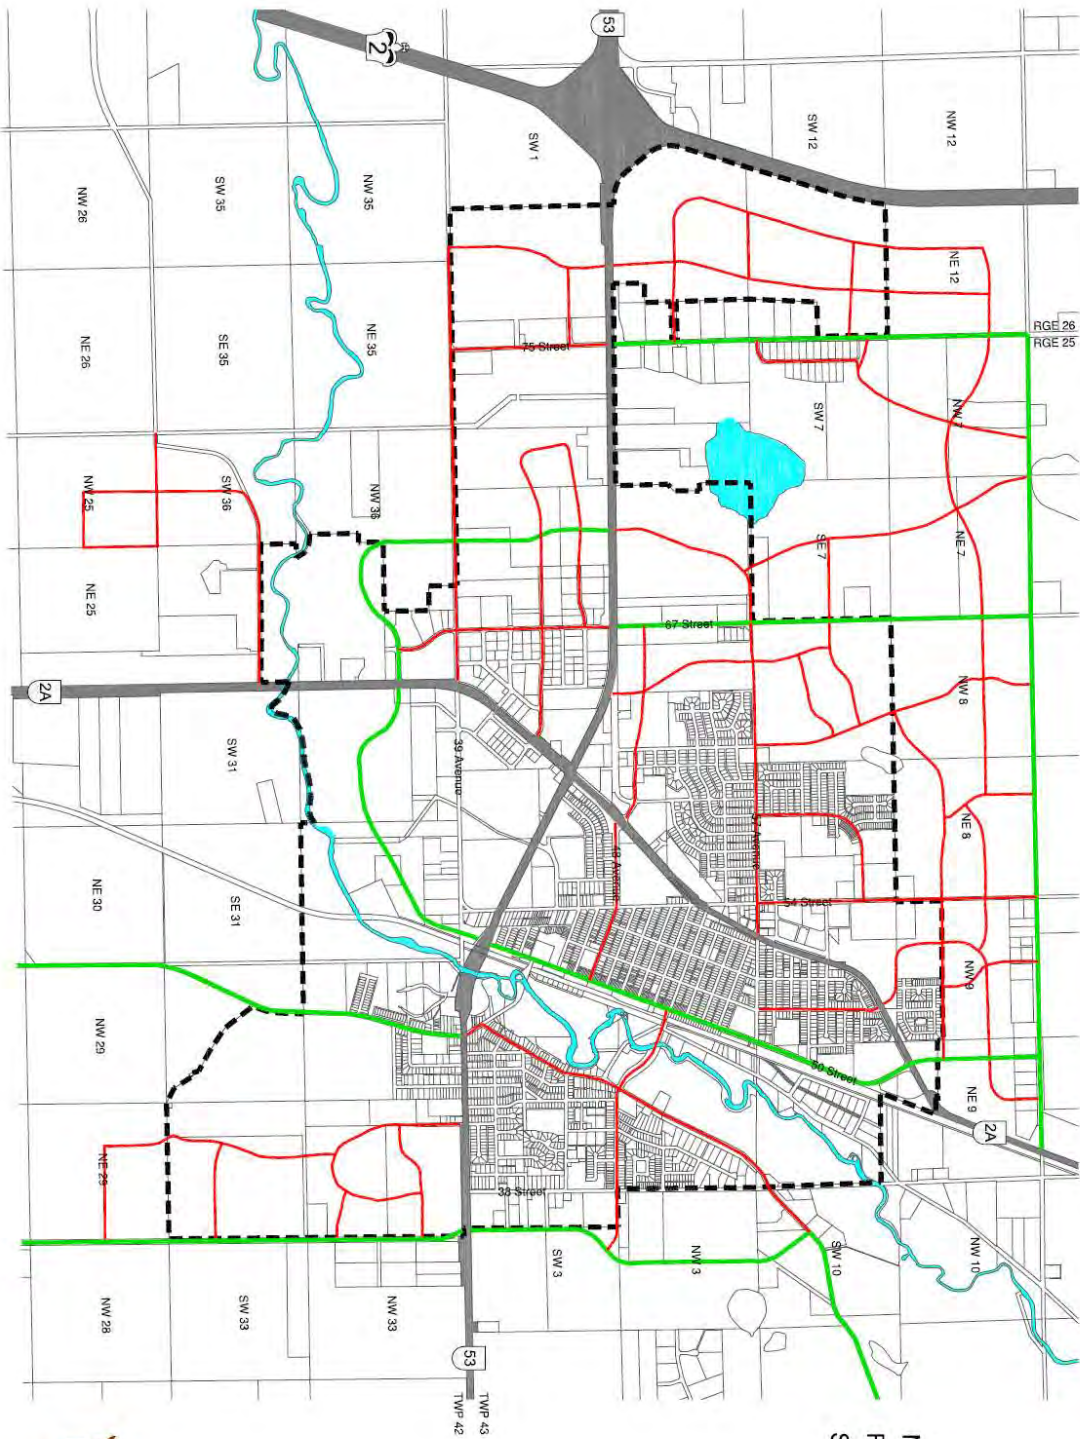 53
2
SW 1
SW 12
NW 12
NW 26
SW 35
NW 35
NE 12
RGE 26
RGE 25
NE 26
SE 35
NE 35
75 Street
SW 7
NW 7
NW 25
SW 36
NW 36
SE 7
NE 7
NE 25
67 Street
2A
NW 8
SW 31
39 Avenue
NE 8
NE 30
SE 31
54 Street
NW 9
NW 29
50 Street
NE 9
2A
NE 29
33 Street
SW 3
NW 3
SW 10
NW 10
NW 28
SW 33
NW 33
53
TWP 43
TWP 42